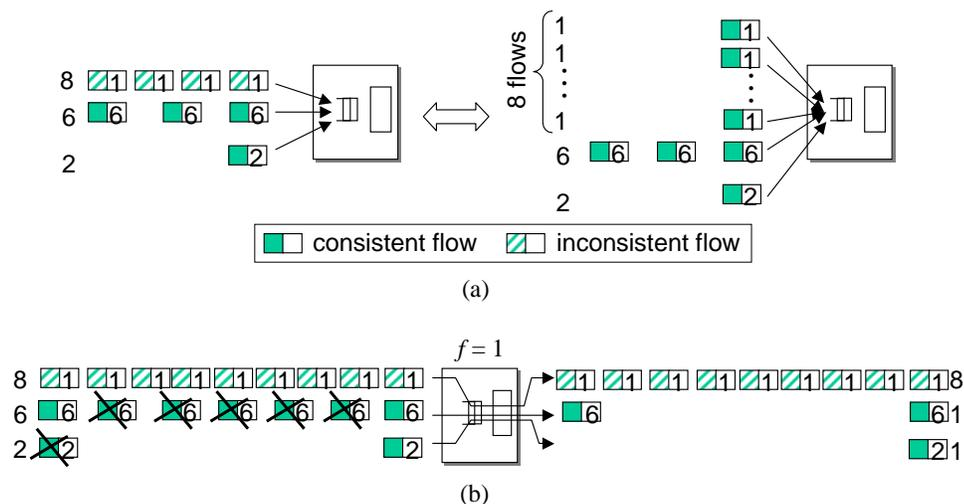 8 1 1 1 1
6 6 6 6
2 2
8 flows
1 1
1 1
1 1
6 6 6 6
2 2
consistent flow inconsistent flow
(a)
f = 1
8 1 1 1 1 1 1 1 1 1 1 1 1 1 1 1 1 1 8
6 6 6 6 6 6 6 6 6 6 1
2 2 2 2 1
(b)